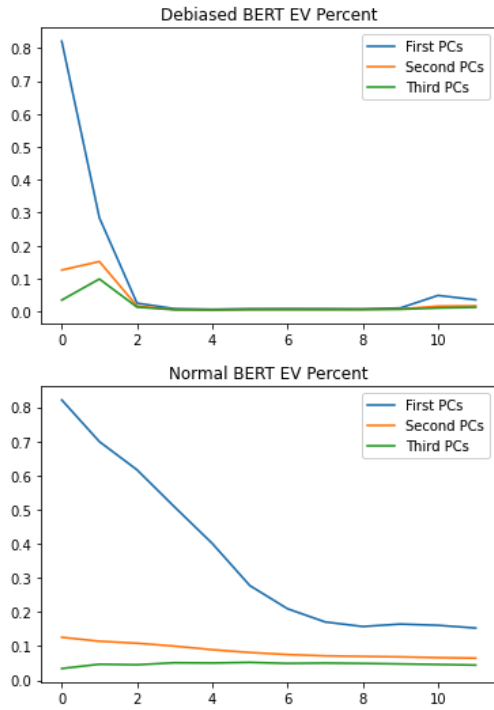 Debiased BERT EV Percent
First PCs
Second PCs
Third PCs
0.8
0.7
0.6
0.5
0.4
0.3
0.2
0.1
0.0
0 2 4 6 8 10
Normal BERT EV Percent
First PCs
Second PCs
Third PCs
0.8
0.7
0.6
0.5
0.4
0.3
0.2
0.1
0.0
0 2 4 6 8 10